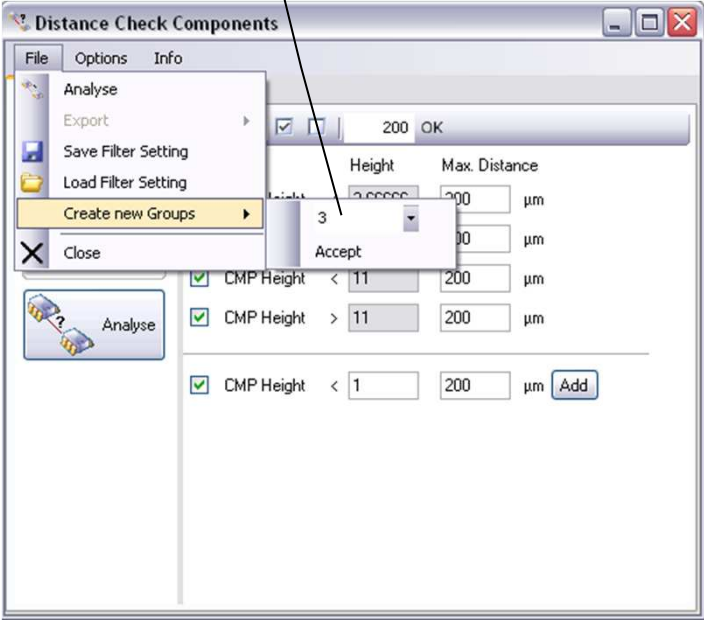 Distance Check Components
File Options Info
Analyse
Export
200 OK
Save Filter Setting
Height Max. Distance
Load Filter Setting
200 µm
Create new Groups
3
µm
Close
Accept
CMP Height < 11 200 µm
Analyse
CMP Height > 11 200 µm
CMP Height < 1 200 µm Add